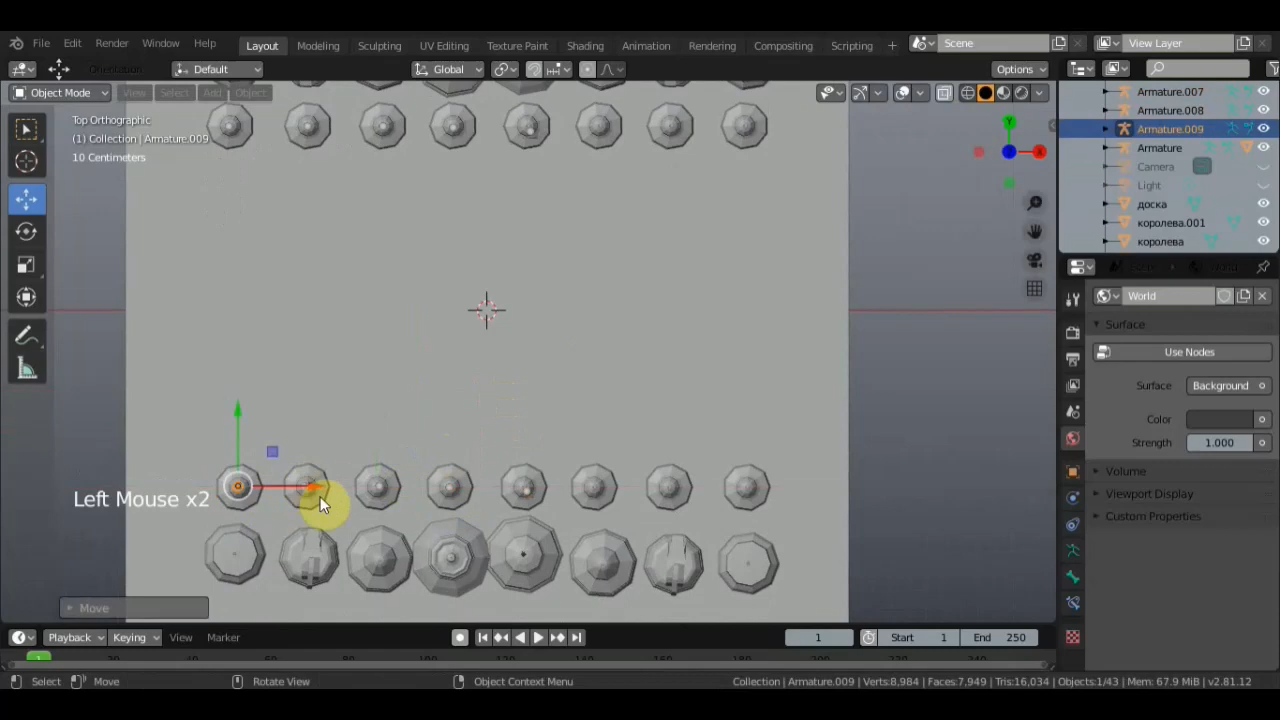 File Edit Render Window Help Layout Modeling Sculpting UV Editing Texture Paint Shading Animation Rendering Compositing Scripting + Scene View Layer
Orientation Default Global Options
Object Mode View Select Add Object Armature.007
Top Orthographic Armature.008
(1) Collection | Armature.009 Armature.009
10 Centimeters Armature
Camera
Light
доска
королева.001
королева
World
Surface
Use Nodes
Surface Background
Color
Strength 1.000
Volume
Viewport Display
Custom Properties
Left Mouse x2
Move
Playback Keying View Marker 1 Start 1 End 250
Select Move Rotate View Object Context Menu Collection | Armature.009 | Verts:8,984 | Faces:7,949 | Tris:16,034 | Objects:1/43 | Mem: 67.9 MiB | v2.81.12